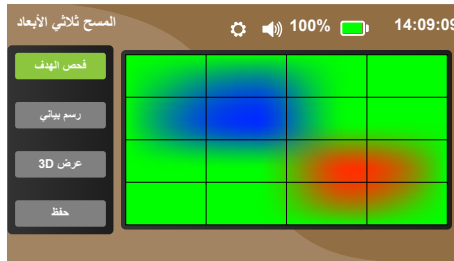 المسح ثلاثي الأبعاد
100%
14:09:09
فحص الهدف
رسم بياني
عرض 3D
حفظ